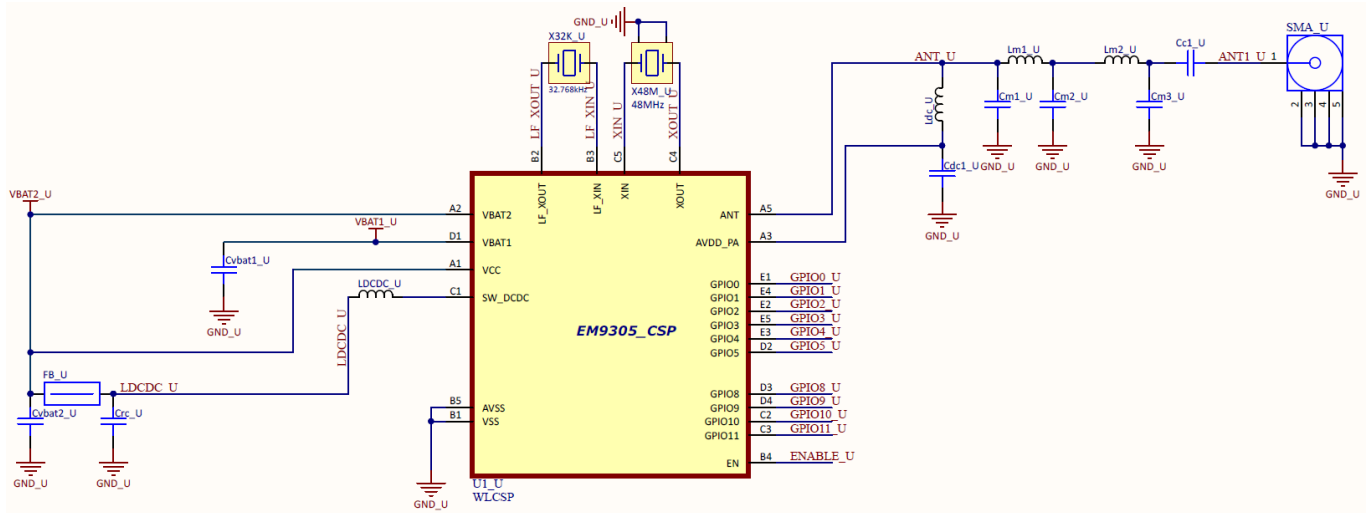 GND_U
SMA_U
X32K_U
Cc1_U
Lm1_U
Lm2_U
ANT_U
ANT1_U
1
32.768kHz
X48M_U
48MHz
LF_XOUT_U
LF_XIN_U
XIN_U
XOUT_U
Ldc_U
Cm1_U
Cm2_U
Cm3_U
2
3
4
5
B2
B3
C5
C4
Cdc1_U
GND_U
GND_U
GND_U
GND_U
GND_U
LF_XOUT
LF_XIN
XIN
XOUT
VBAT2_U
A2
VBAT2
ANT
A5
VBAT1_U
D1
VBAT1
AVDD_PA
A3
Cvbat1_U
A1
VCC
GPIO0
E1
GPIO0_U
LDCDC_U
C1
SW_DCDC
GPIO1
E4
GPIO1_U
GPIO2
E2
GPIO2_U
GND_U
EM9305_CSP
GPIO3
E5
GPIO3_U
GPIO4
E3
GPIO4_U
LDCDC_U
GPIO5
D2
GPIO5_U
FB_U
LDCDC_U
GPIO8
D3
GPIO8_U
Cvbat2_U
Crc_U
B5
AVSS
GPIO9
D4
GPIO9_U
B1
VSS
GPIO10
C2
GPIO10_U
GPIO11
C3
GPIO11_U
EN
B4
ENABLE_U
GND_U
GND_U
GND_U
U1_U
WLCSP